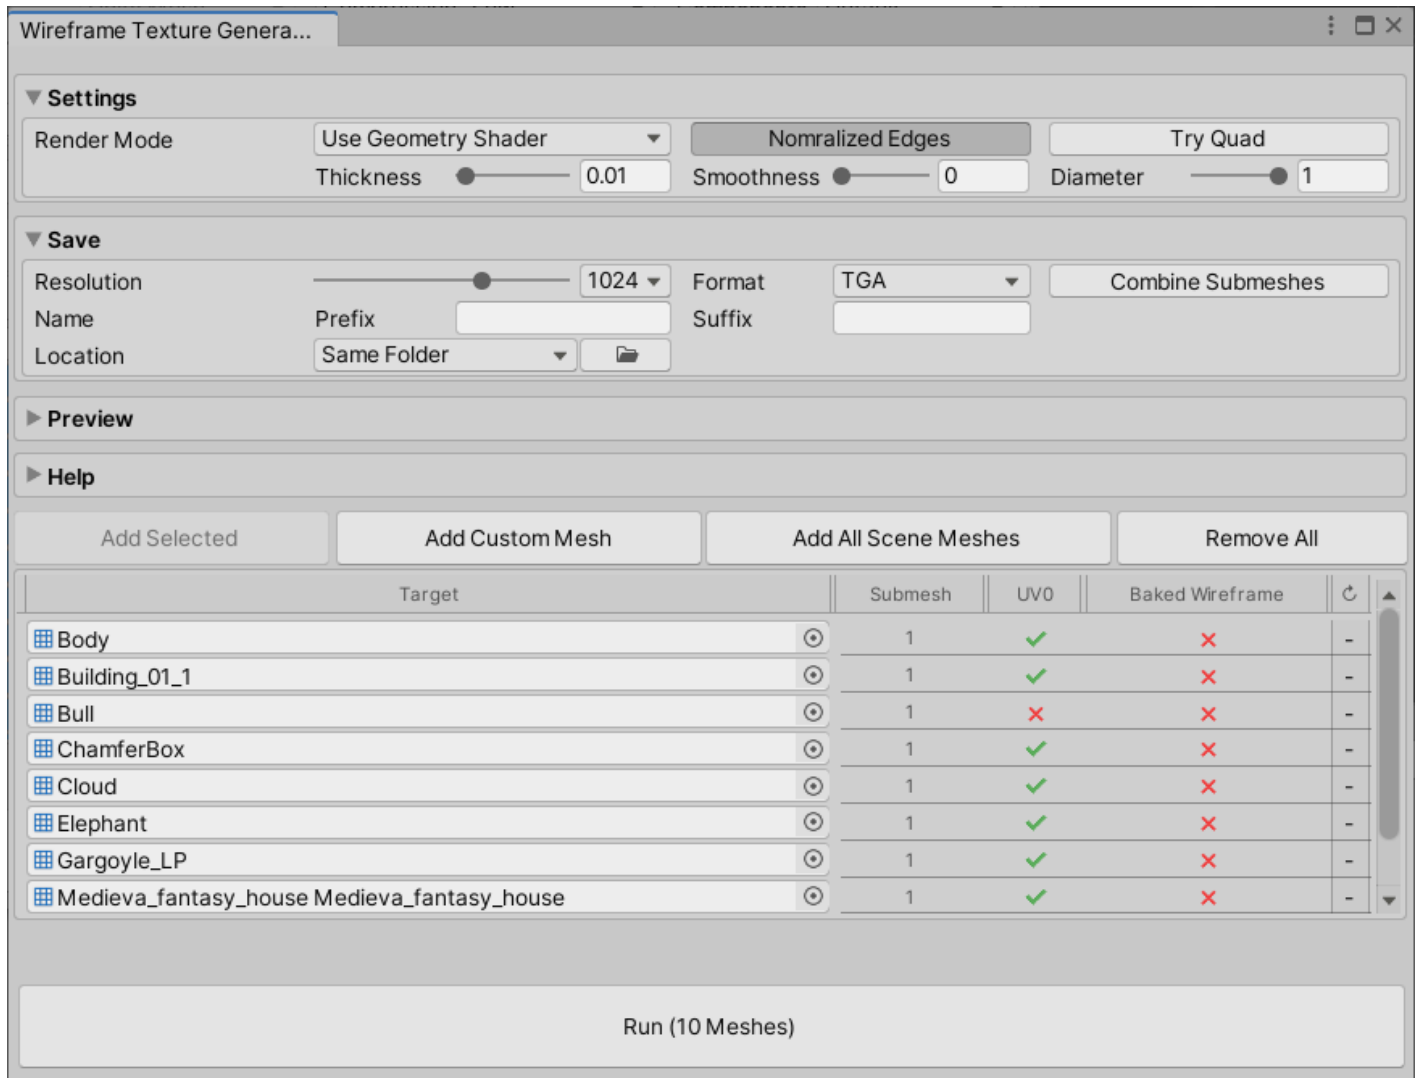 Wireframe Texture Genera...
Settings
Render Mode Use Geometry Shader Nomralized Edges Try Quad
Thickness 0.01 Smoothness 0 Diameter 1
Save
Resolution 1024 Format TGA Combine Submeshes
Name Prefix Suffix
Location Same Folder
Preview
Help
Add Selected Add Custom Mesh Add All Scene Meshes Remove All
Target Submesh UV0 Baked Wireframe
Body 1 -
Building_01_1 1 -
Bull 1 -
ChamferBox 1 -
Cloud 1 -
Elephant 1 -
Gargoyle_LP 1 -
Medieva_fantasy_house Medieva_fantasy_house 1 -
Run (10 Meshes)